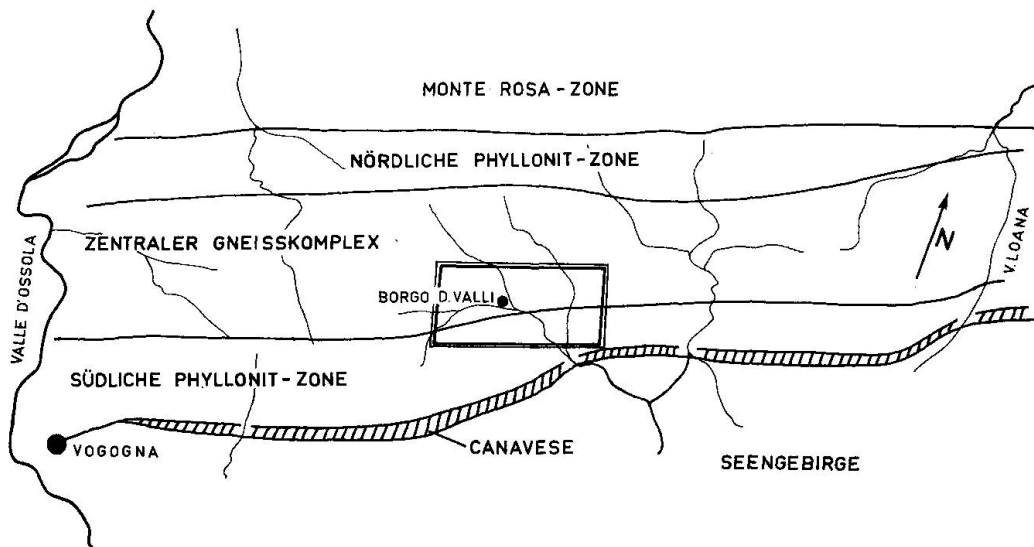 MONTE ROSA-ZONE
NÖRDLICHE PHYLLONIT-ZONE
ZENTRALER GNEISSKOMPLEX
VALLE D'OSSOLA
N
V. LOANA
BORGO D. VALLI
SÜDLICHE PHYLLONIT-ZONE
VOGOGNA
CANAVESE
SEENGEBIRGE